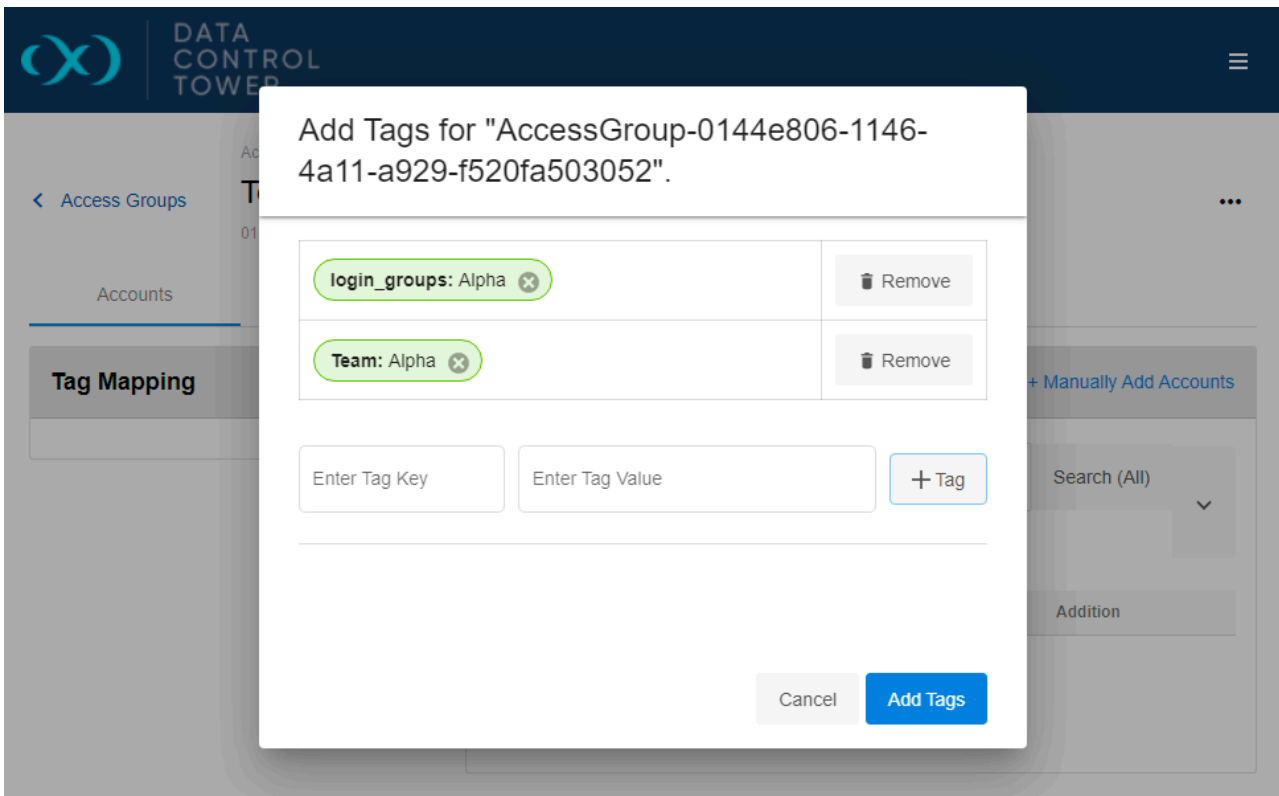 DATA
CONTROL
TOWER
Add Tags for "AccessGroup-0144e806-1146-
4a11-a929-f520fa503052".
Access Groups
01
Accounts
login_groups: Alpha
Remove
Team: Alpha
Remove
Tag Mapping
+ Manually Add Accounts
Enter Tag Key
Enter Tag Value
+ Tag
Search (All)
Addition
Cancel
Add Tags